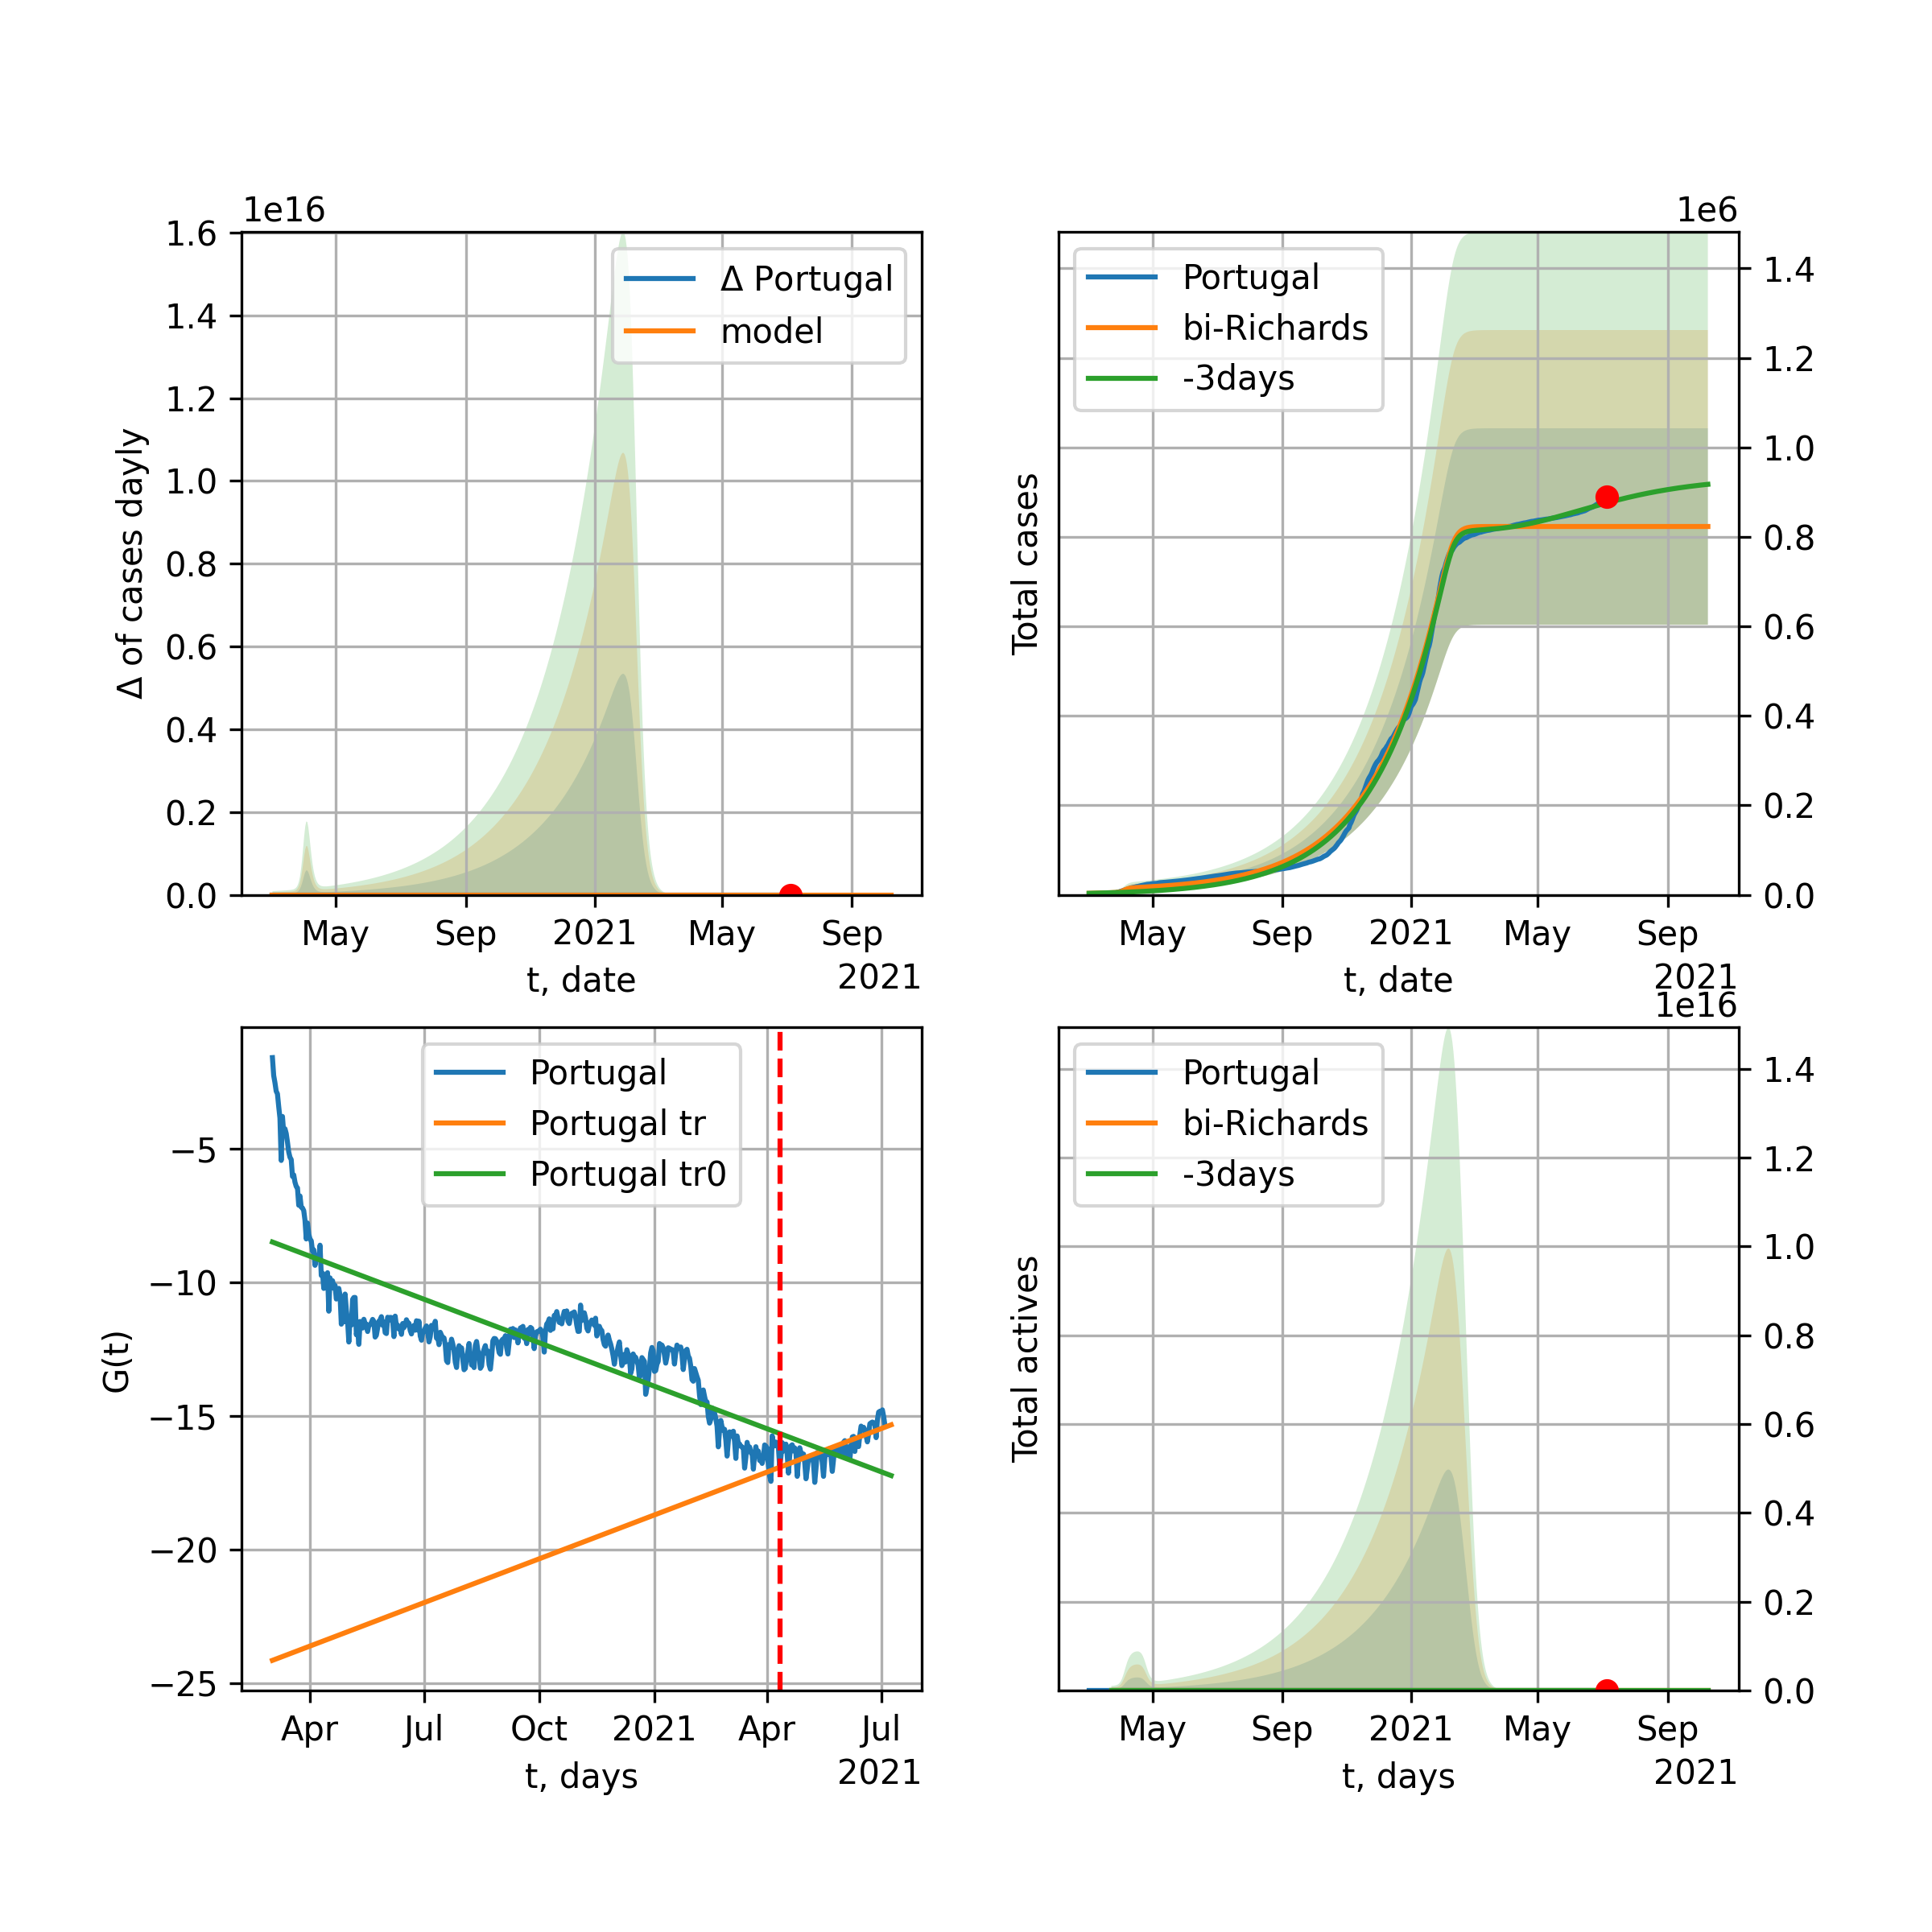 1e16
1.6
1.4
1.2
1.0
0.8
0.6
0.4
0.2
0.0
Δ of cases dayly
Δ Portugal
model
May Sep 2021 May Sep
t, date
2021
1e6
Portugal
bi-Richards
-3days
Total cases
1.4
1.2
1.0
0.8
0.6
0.4
0.2
0.0
May Sep 2021 May Sep
t, date
2021
Portugal
Portugal tr
Portugal tr0
G(t)
−5
−10
−15
−20
−25
Apr Jul Oct 2021 Apr Jul
t, days
2021
1e16
Portugal
bi-Richards
-3days
Total actives
1.4
1.2
1.0
0.8
0.6
0.4
0.2
0.0
May Sep 2021 May Sep
t, days
2021